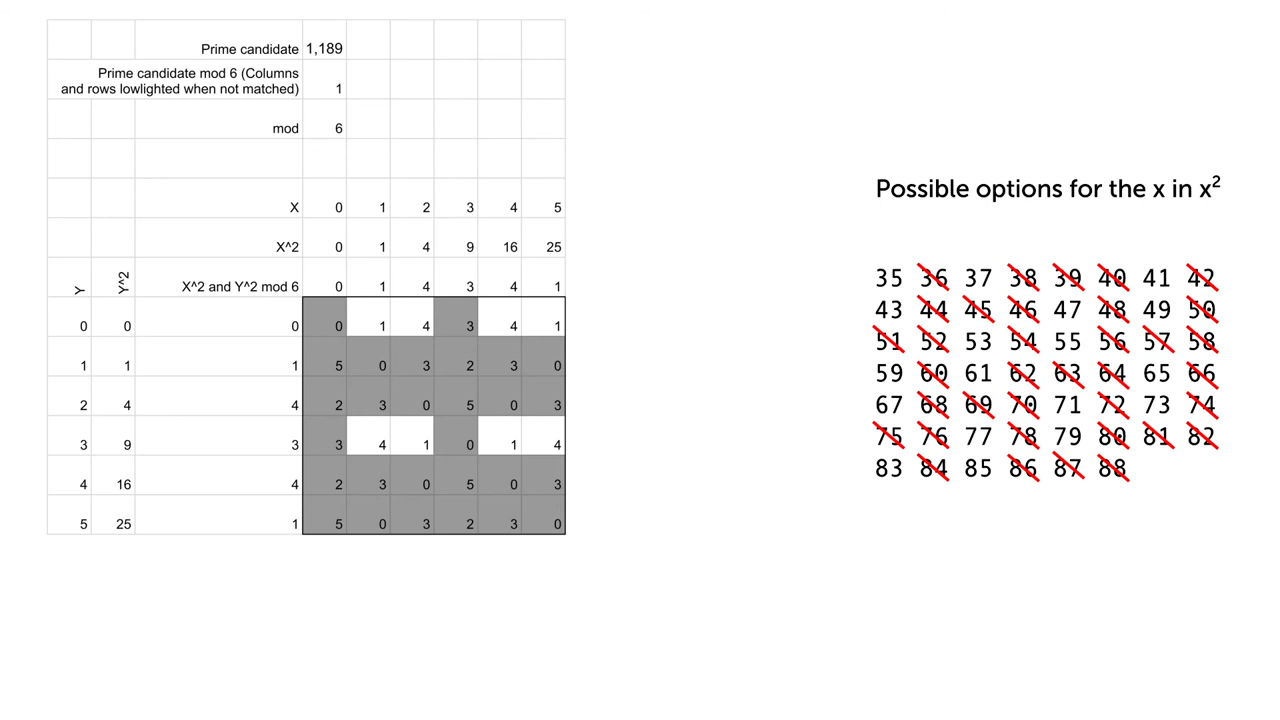 Prime candidate 1,189
Prime candidate mod 6 (Columns
and rows lowlighted when not matched) 1
mod 6
X 0 1 2 3 4 5
X^2 0 1 4 9 16 25
Y Y^2 X^2 and Y^2 mod 6 0 1 4 3 4 1
0 0 0 0 1 4 3 4 1
1 1 1 5 0 3 2 3 0
2 4 4 2 3 0 5 0 3
3 9 3 3 4 1 0 1 4
4 16 4 2 3 0 5 0 3
5 25 1 5 0 3 2 3 0
Possible options for the x in x²
35 36 37 38 39 40 41 42
43 44 45 46 47 48 49 50
51 52 53 54 55 56 57 58
59 60 61 62 63 64 65 66
67 68 69 70 71 72 73 74
75 76 77 78 79 80 81 82
83 84 85 86 87 88